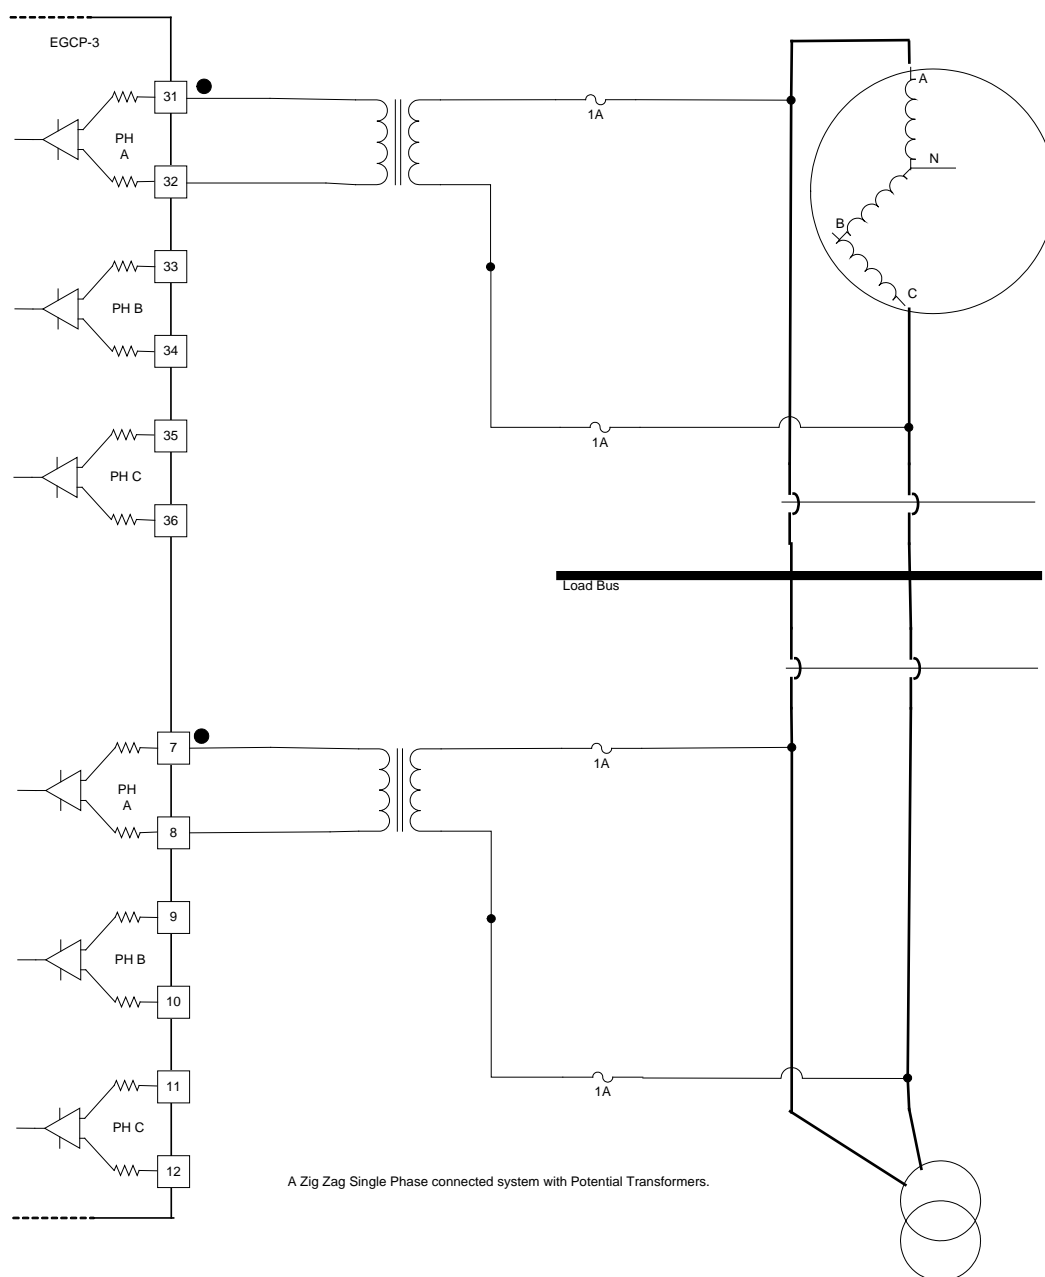 EGCP-3
31
PH
A
32
1A
A
N
B
C
33
PH B
34
1A
35
PH C
36
Load Bus
7
PH
A
8
1A
9
PH B
10
1A
11
PH C
12
A Zig Zag Single Phase connected system with Potential Transformers.